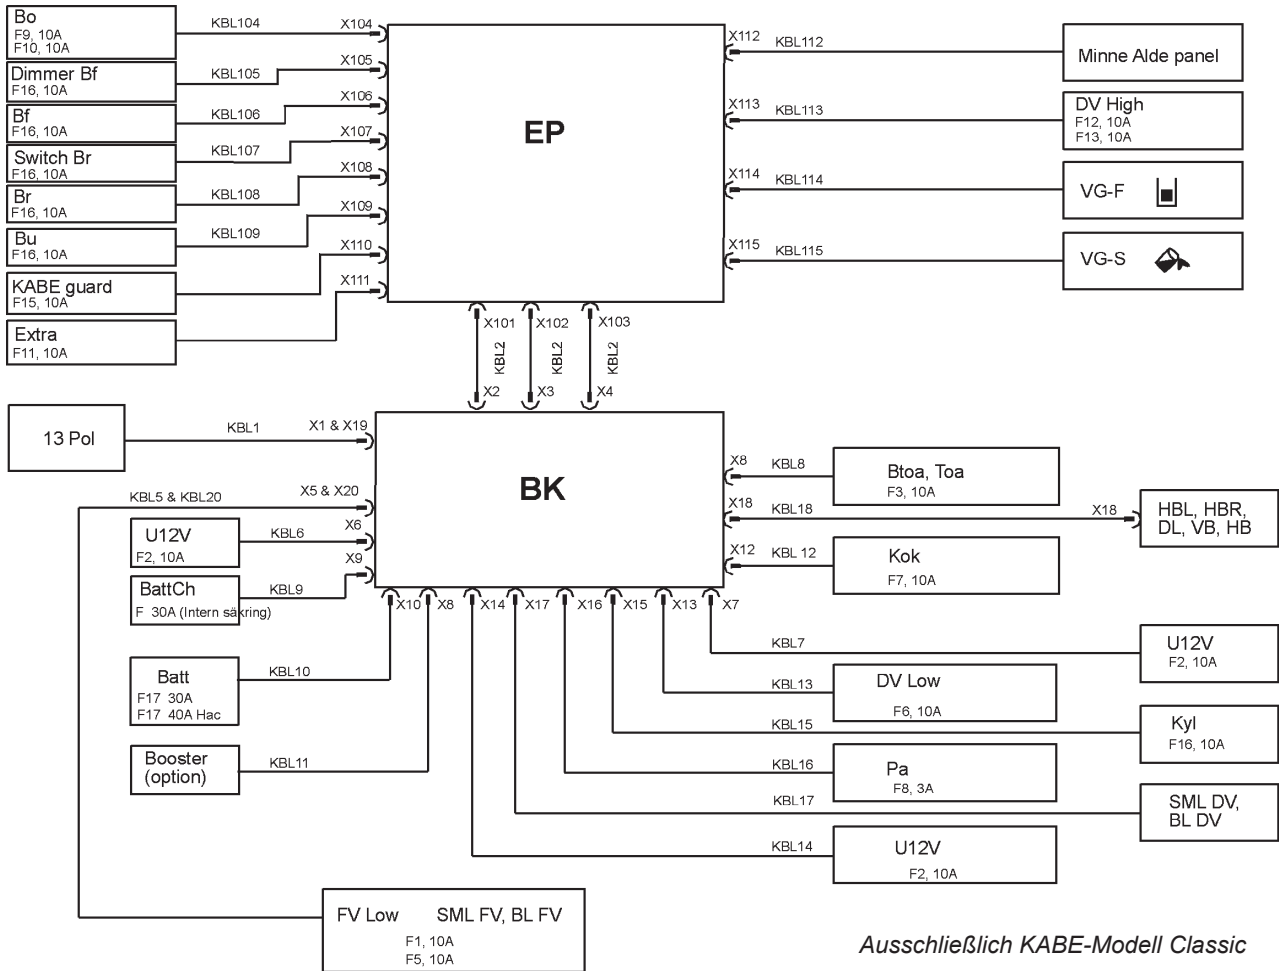 Bo
F9, 10A
F10, 10A
KBL104
X104
Dimmer Bf
F16, 10A
KBL105
X105
Bf
F16, 10A
KBL106
X106
Switch Br
F16, 10A
KBL107
X107
Br
F16, 10A
KBL108
X108
Bu
F16, 10A
KBL109
X109
KABE guard
F15, 10A
X110
Extra
F11, 10A
X111
EP
X112
KBL112
Minne Alde panel
X113
KBL113
DV High
F12, 10A
F13, 10A
X114
KBL114
VG-F
X115
KBL115
VG-S
X101
X102
X103
KBL2
KBL2
KBL2
X2
X3
X4
13 Pol
KBL1
X1 & X19
BK
KBL5 & KBL20
X5 & X20
U12V
F2, 10A
KBL6
X6
BattCh
F 30A (Intern säkring)
KBL9
X9
X8
KBL8
Btoa, Toa
F3, 10A
X18
KBL18
X18
HBL, HBR,
DL, VB, HB
X12
KBL 12
Kok
F7, 10A
X10
X8
X14
X17
X16
X15
X13
X7
Batt
F17 30A
F17 40A Hac
KBL10
Booster
(option)
KBL11
KBL7
U12V
F2, 10A
KBL13
DV Low
F6, 10A
KBL15
Kyl
F16, 10A
KBL16
Pa
F8, 3A
KBL17
SML DV,
BL DV
KBL14
U12V
F2, 10A
FV Low SML FV, BL FV
F1, 10A
F5, 10A
Ausschließlich KABE-Modell Classic